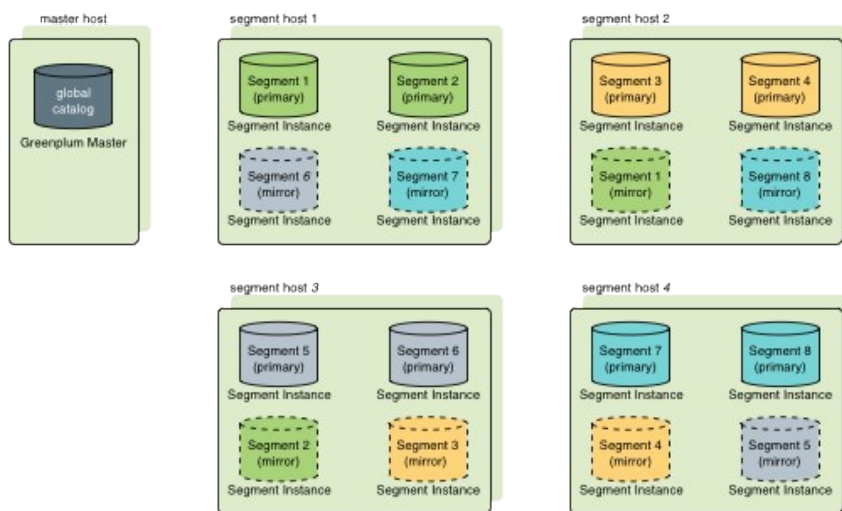 master host
segment host 1
segment host 2
global
catalog
Greenplum Master
Segment 1
(primary)
Segment Instance
Segment 2
(primary)
Segment Instance
Segment 6
(mirror)
Segment Instance
Segment 7
(mirror)
Segment Instance
Segment 3
(primary)
Segment Instance
Segment 4
(primary)
Segment Instance
Segment 1
(mirror)
Segment Instance
Segment 8
(mirror)
Segment Instance
segment host 3
segment host 4
Segment 5
(primary)
Segment Instance
Segment 6
(primary)
Segment Instance
Segment 2
(mirror)
Segment Instance
Segment 3
(mirror)
Segment Instance
Segment 7
(primary)
Segment Instance
Segment 8
(primary)
Segment Instance
Segment 4
(mirror)
Segment Instance
Segment 5
(mirror)
Segment Instance